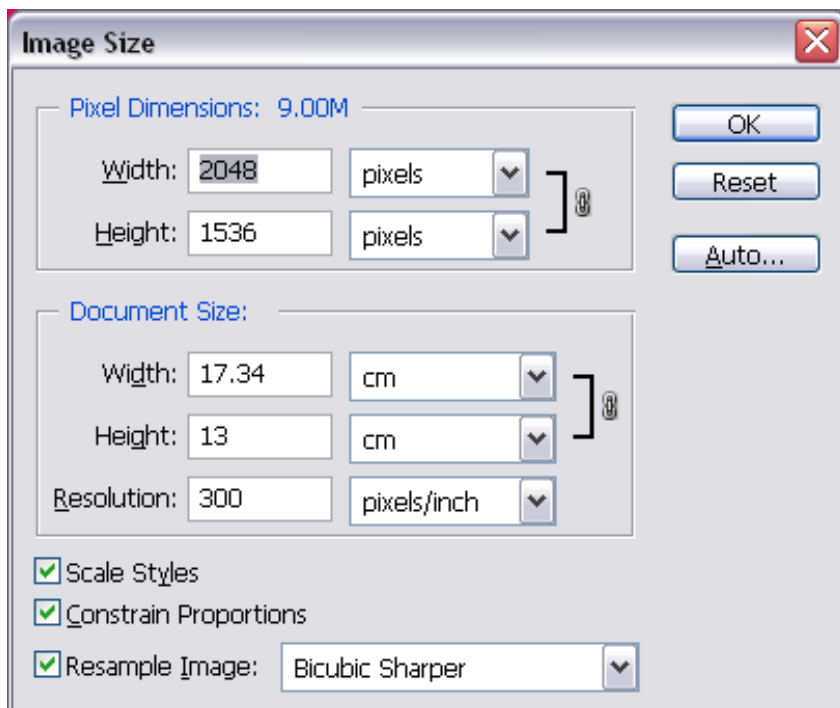 Image Size
Pixel Dimensions: 9.00M
OK
Width: 2048 pixels
Reset
Height: 1536 pixels
Auto...
Document Size:
Width: 17.34 cm
Height: 13 cm
Resolution: 300 pixels/inch
Scale Styles
Constrain Proportions
Resample Image: Bicubic Sharper